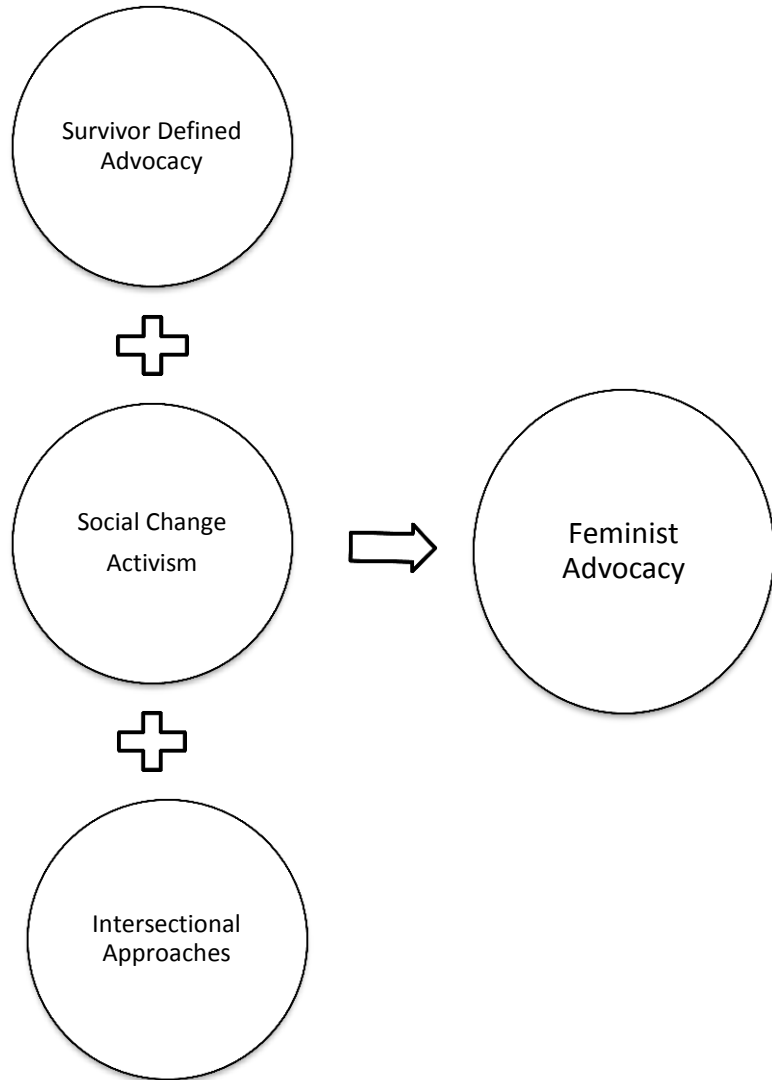 Survivor Defined
Advocacy
Social Change
Activism
Feminist
Advocacy
Intersectional
Approaches